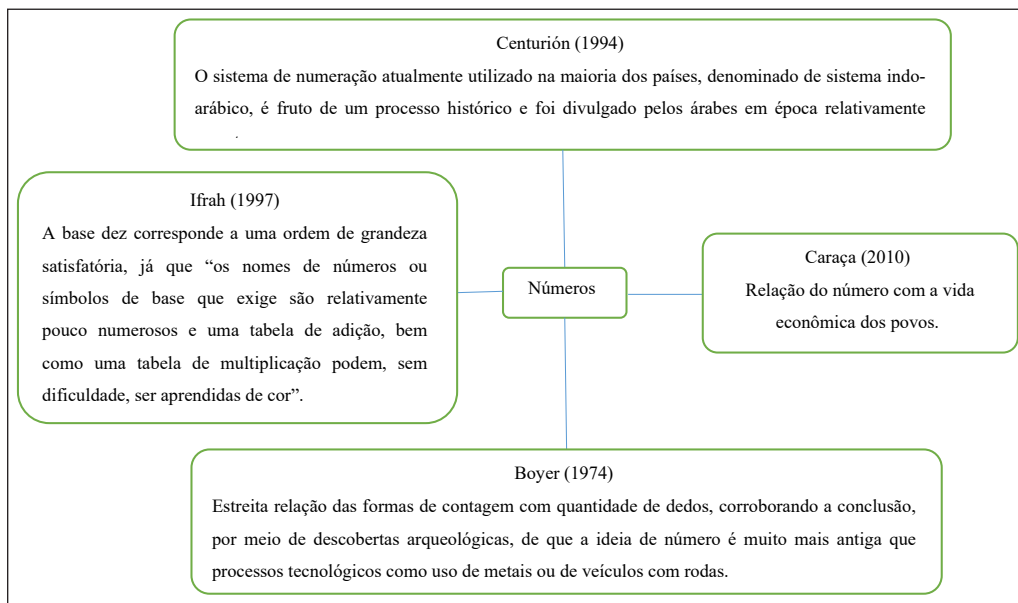 Centurión (1994)
O sistema de numeração atualmente utilizado na maioria dos países, denominado de sistema indo-
arábico, é fruto de um processo histórico e foi divulgado pelos árabes em época relativamente
Ifrah (1997)
A base dez corresponde a uma ordem de grandeza
satisfatória, já que “os nomes de números ou
símbolos de base que exige são relativamente
pouco numerosos e uma tabela de adição, bem
como uma tabela de multiplicação podem, sem
dificuldade, ser aprendidas de cor”.
Números
Caraça (2010)
Relação do número com a vida
econômica dos povos.
Boyer (1974)
Estreita relação das formas de contagem com quantidade de dedos, corroborando a conclusão,
por meio de descobertas arqueológicas, de que a ideia de número é muito mais antiga que
processos tecnológicos como uso de metais ou de veículos com rodas.